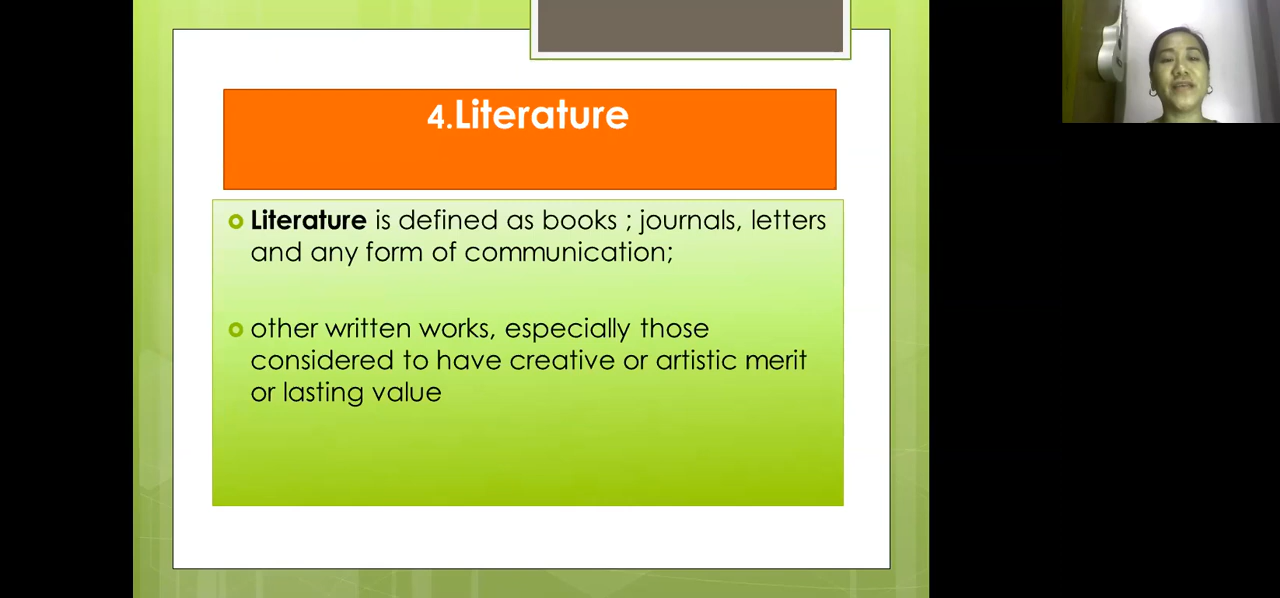 4.Literature
Literature is defined as books ; journals, letters
and any form of communication;
other written works, especially those
considered to have creative or artistic merit
or lasting value